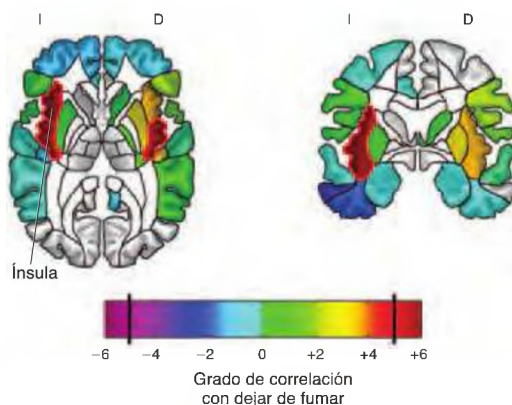 I D
I D
Ínsula
−6 −4 −2 0 +2 +4 +6
Grado de correlación
con dejar de fumar